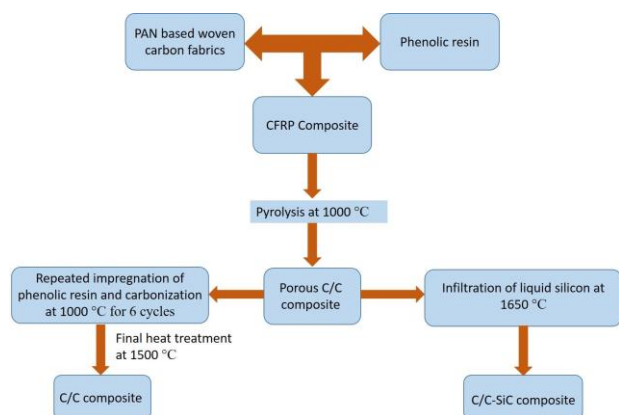 PAN based woven
carbon fabrics
Phenolic resin
CFRP Composite
Pyrolysis at 1000 °C
Repeated impregnation of
phenolic resin and carbonization
at 1000 °C for 6 cycles
Porous C/C
composite
Infiltration of liquid silicon at
1650 °C
Final heat treatment
at 1500 °C
C/C composite
C/C-SiC composite